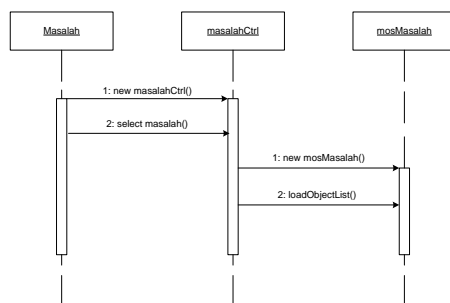 Masalah
masalahCtrl
mosMasalah
1: new masalahCtrl()
2: select masalah()
1: new mosMasalah()
2: loadObjectList()